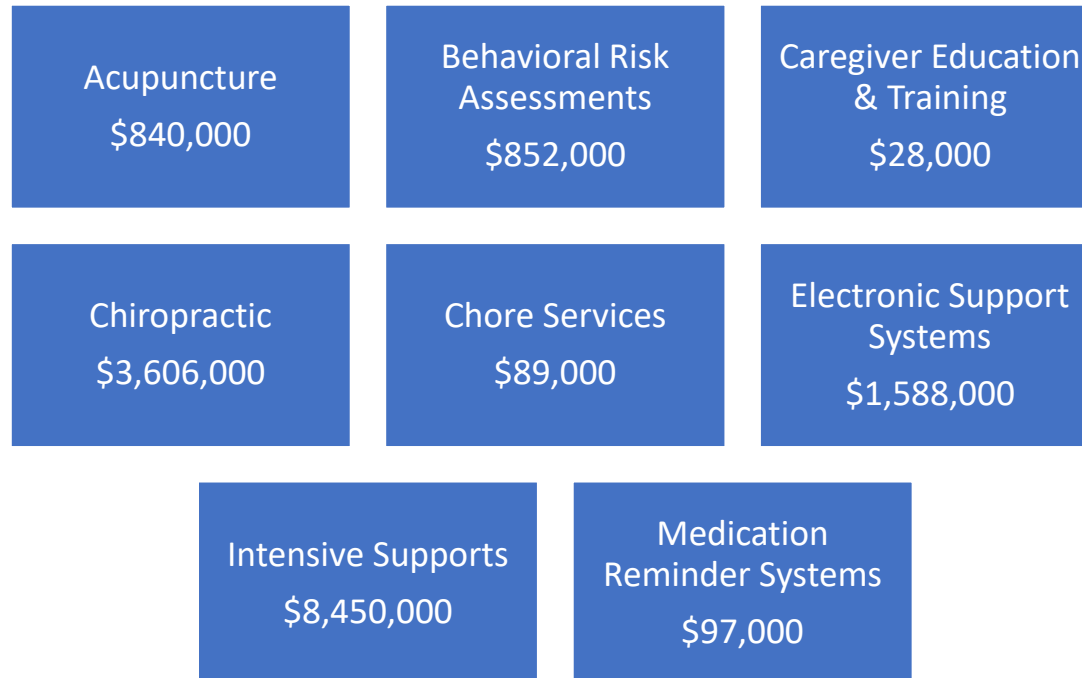 Acupuncture
$840,000
Behavioral Risk
Assessments
$852,000
Caregiver Education
& Training
$28,000
Chiropractic
$3,606,000
Chore Services
$89,000
Electronic Support
Systems
$1,588,000
Intensive Supports
$8,450,000
Medication
Reminder Systems
$97,000